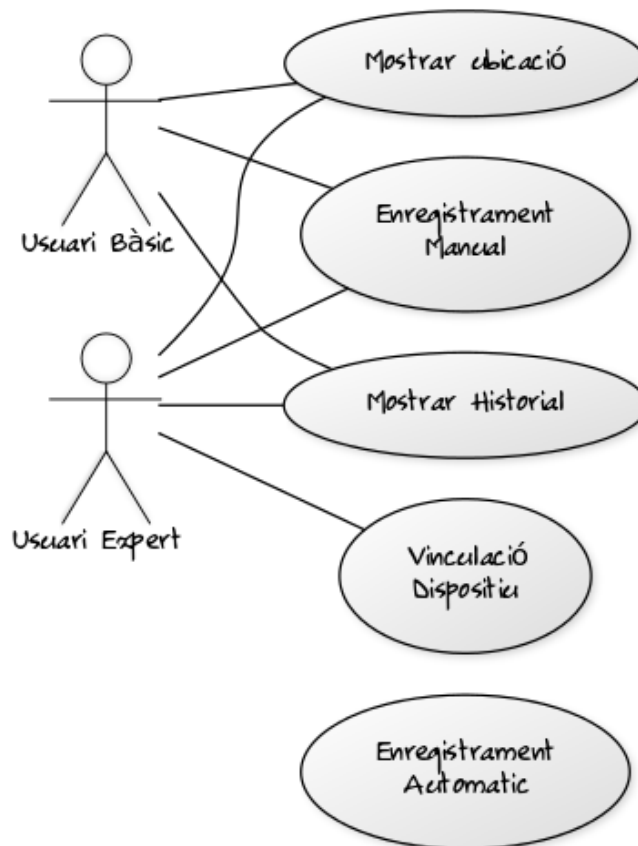 Mostrar ubicació
Enregistrament
Manual
Usuari Bàsic
Mostrar Historial
Usuari Expert
Vinculació
Dispositiu
Enregistrament
Automatic